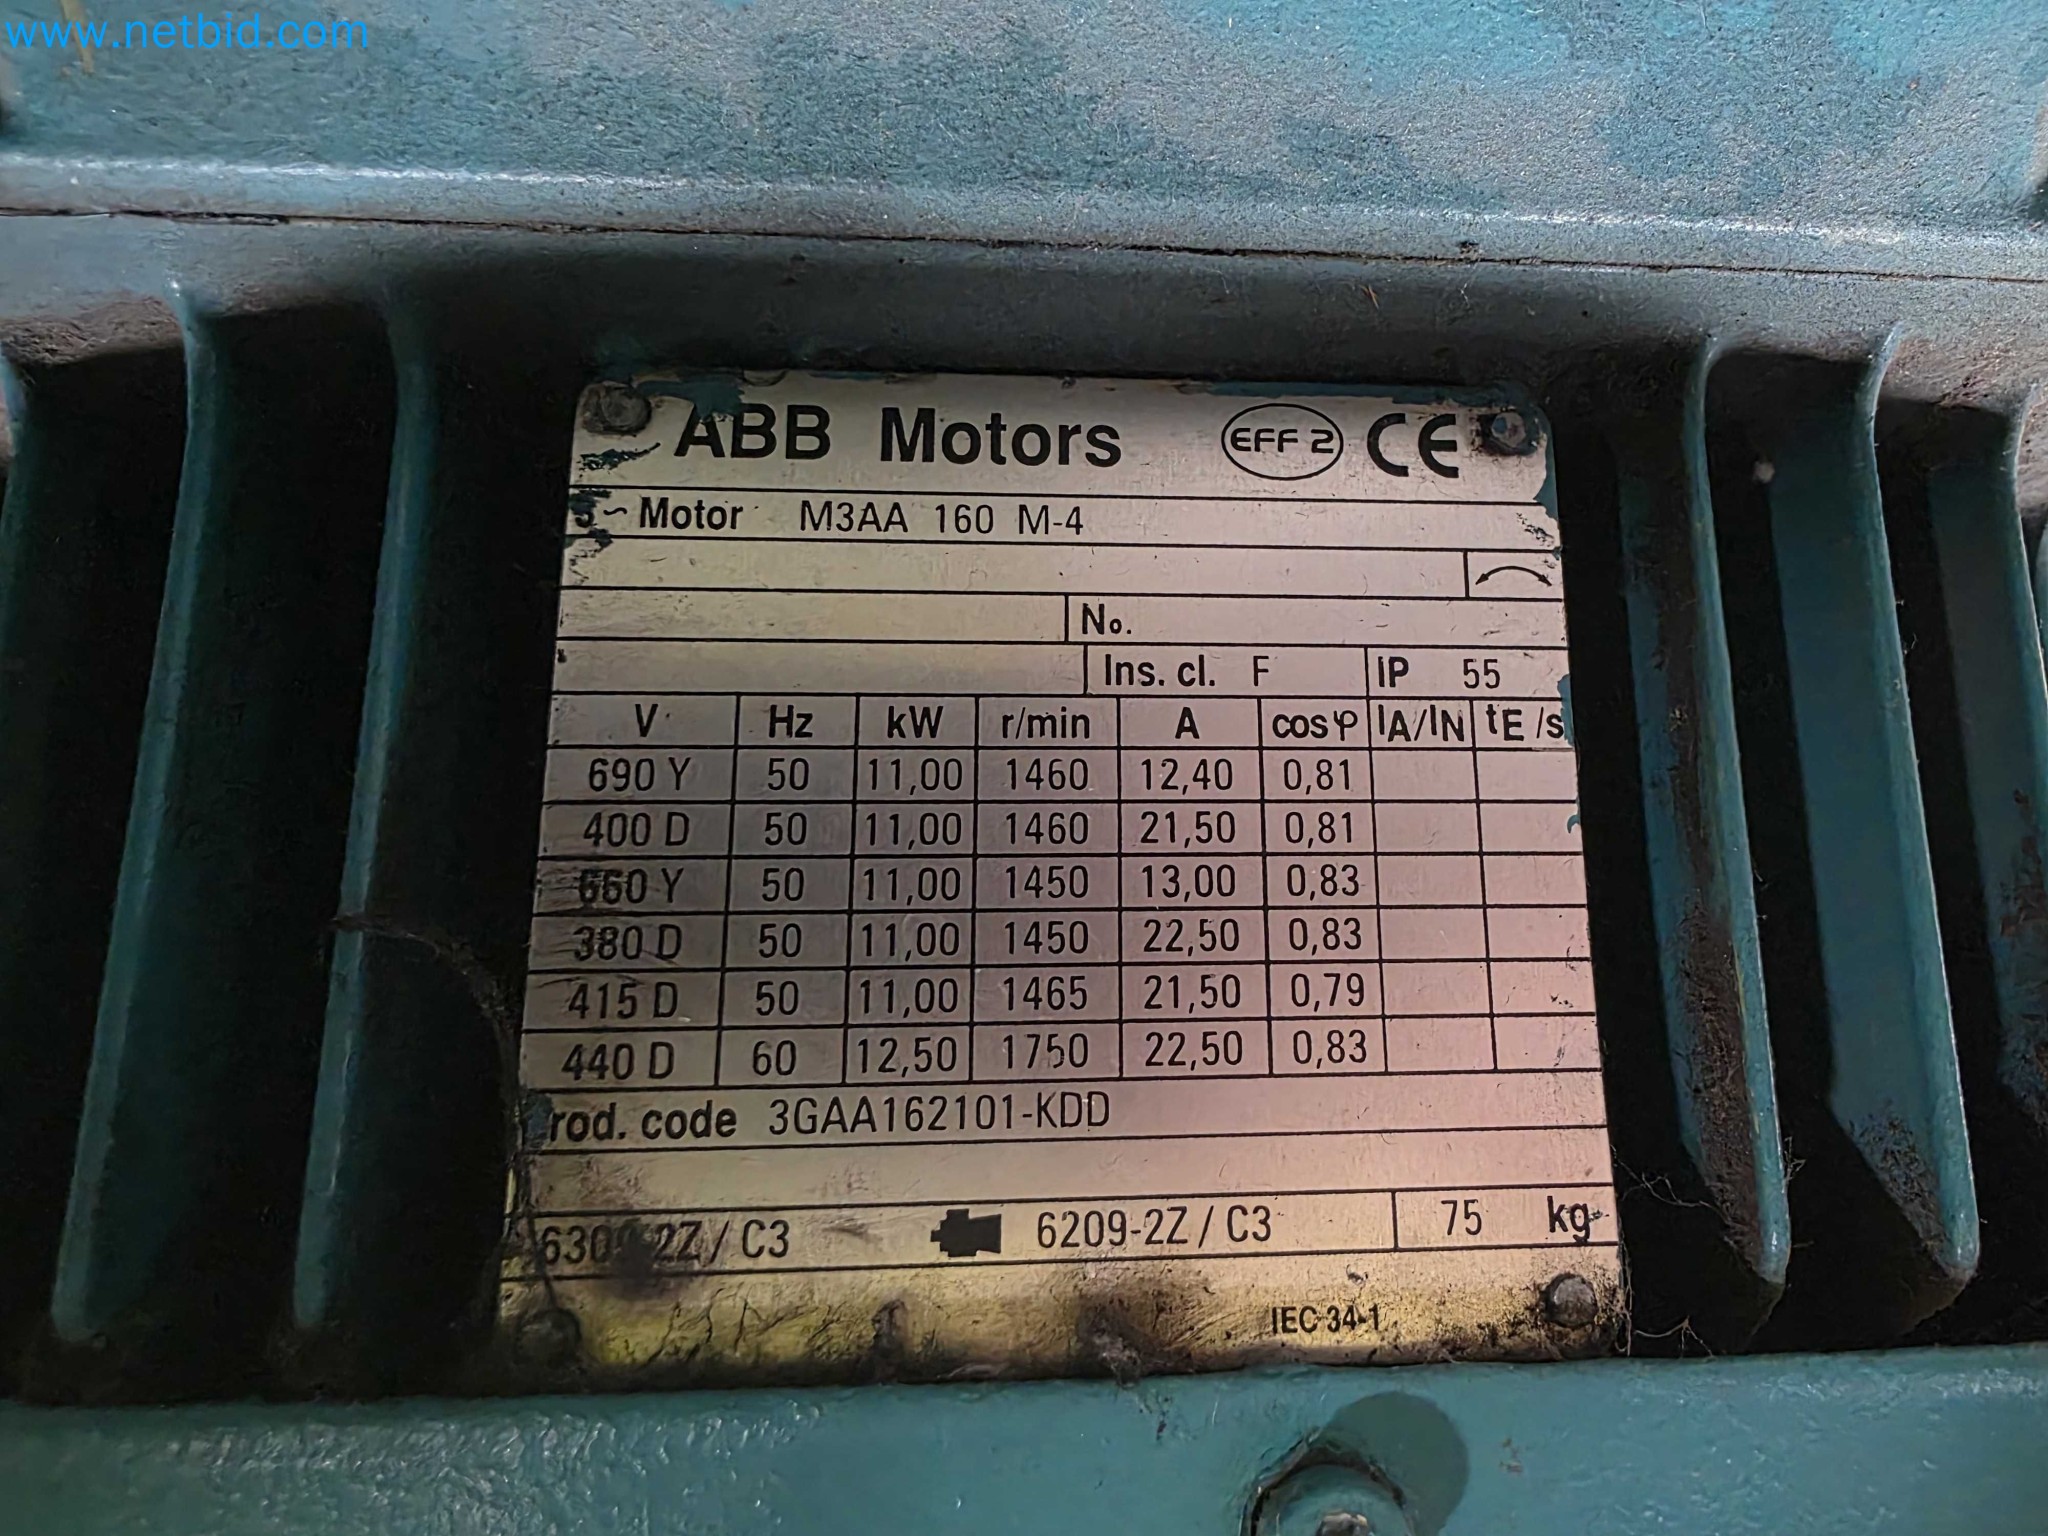 www.netbid.com
ABB Motors EFF 2 CE
3~ Motor M3AA 160 M-4
No.
Ins. cl. F IP 55
V Hz kW r/min A cosφ IA/IN tE/s
690 Y 50 11,00 1460 12,40 0,81
400 D 50 11,00 1460 21,50 0,81
660 Y 50 11,00 1450 13,00 0,83
380 D 50 11,00 1450 22,50 0,83
415 D 50 11,00 1465 21,50 0,79
440 D 60 12,50 1750 22,50 0,83
rod. code 3GAA162101-KDD
6209-2Z/C3 75 kg
IEC 34-1